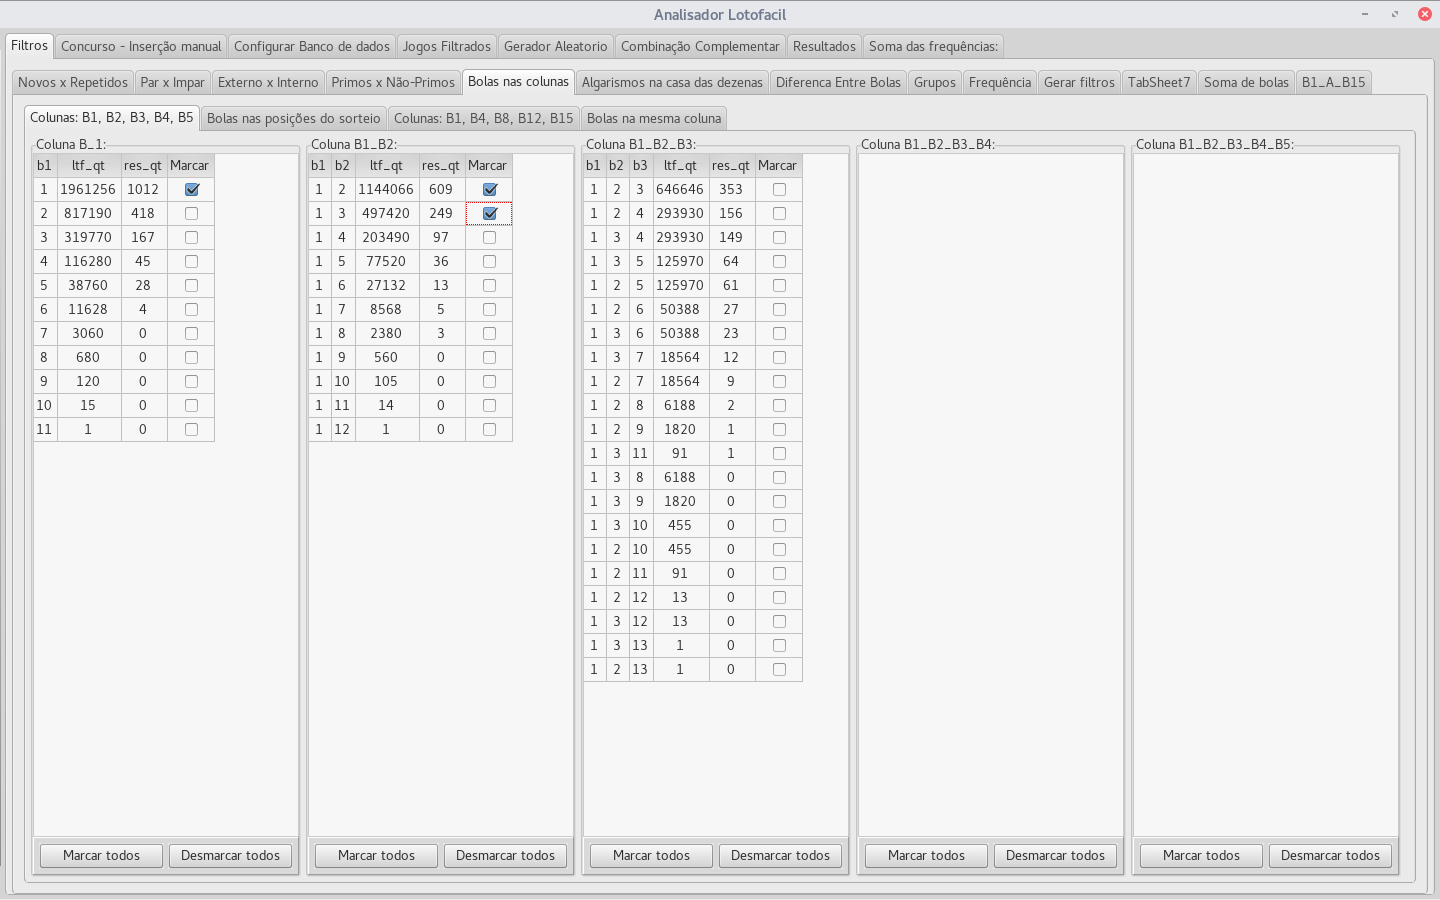 Analisador Lotofacil
Filtros Concurso - Inserção manual Configurar Banco de dados Jogos Filtrados Gerador Aleatorio Combinação Complementar Resultados Soma das frequências:
Novos x Repetidos Par x Impar Externo x Interno Primos x Não-Primos Bolas nas colunas Algarismos na casa das dezenas Diferenca Entre Bolas Grupos Frequência Gerar filtros TabSheet7 Soma de bolas B1_A_B15
Colunas: B1, B2, B3, B4, B5 Bolas nas posições do sorteio Colunas: B1, B4, B8, B12, B15 Bolas na mesma coluna
Coluna B_1:
b1 ltf_qt res_qt Marcar
1 1961256 1012
2 817190 418
3 319770 167
4 116280 45
5 38760 28
6 11628 4
7 3060 0
8 680 0
9 120 0
10 15 0
11 1 0
Marcar todos Desmarcar todos
Coluna B1_B2:
b1 b2 ltf_qt res_qt Marcar
1 2 1144066 609
1 3 497420 249
1 4 203490 97
1 5 77520 36
1 6 27132 13
1 7 8568 5
1 8 2380 3
1 9 560 0
1 10 105 0
1 11 14 0
1 12 1 0
Marcar todos Desmarcar todos
Coluna B1_B2_B3:
b1 b2 b3 ltf_qt res_qt Marcar
1 2 3 646646 353
1 2 4 293930 156
1 3 4 293930 149
1 3 5 125970 64
1 2 5 125970 61
1 2 6 50388 27
1 3 6 50388 23
1 3 7 18564 12
1 2 7 18564 9
1 2 8 6188 2
1 2 9 1820 1
1 3 11 91 1
1 3 8 6188 0
1 3 9 1820 0
1 3 10 455 0
1 2 10 455 0
1 2 11 91 0
1 2 12 13 0
1 3 12 13 0
1 3 13 1 0
1 2 13 1 0
Marcar todos Desmarcar todos
Coluna B1_B2_B3_B4:
Marcar todos Desmarcar todos
Coluna B1_B2_B3_B4_B5:
Marcar todos Desmarcar todos